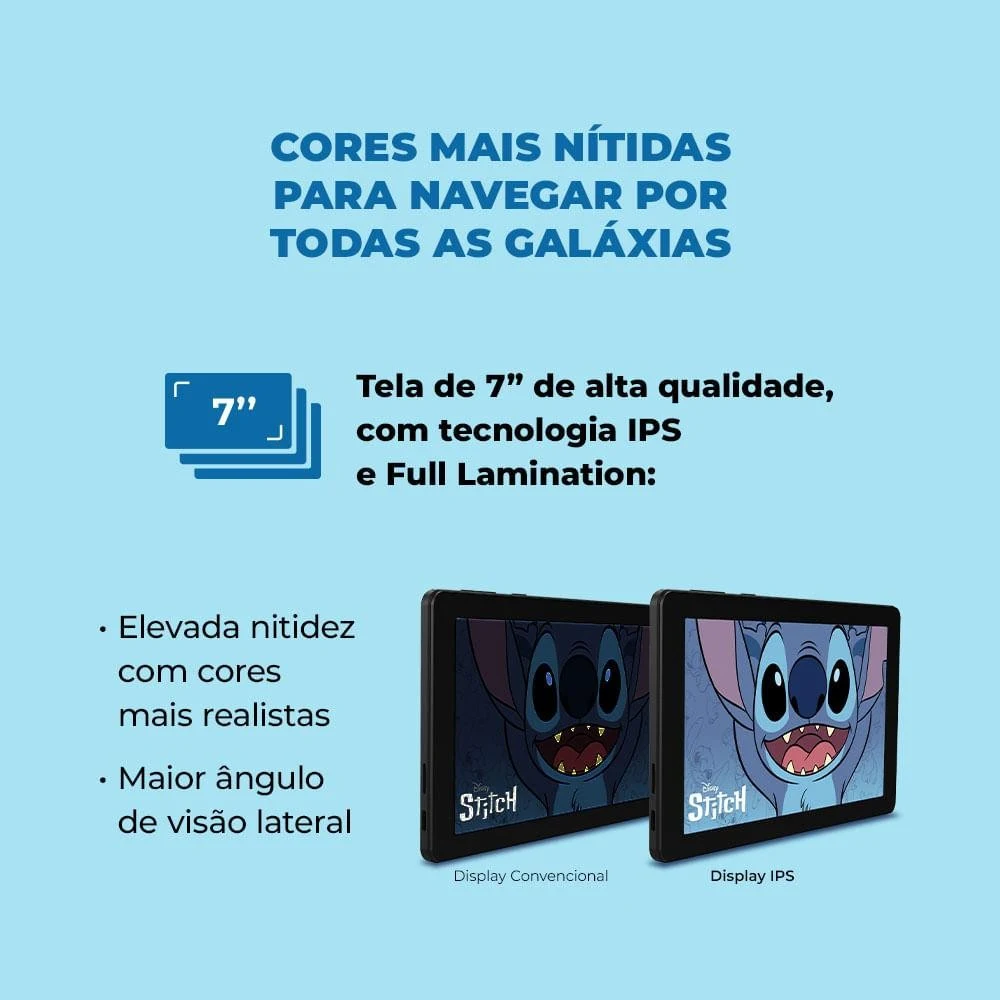 CORES MAIS NÍTIDAS
PARA NAVEGAR POR
TODAS AS GALÁXIAS
7’’
Tela de 7” de alta qualidade,
com tecnologia IPS
e Full Lamination:
• Elevada nitidez
com cores
mais realistas
• Maior ângulo
de visão lateral
Disney
STitCH
Disney
STitCH
Display Convencional
Display IPS